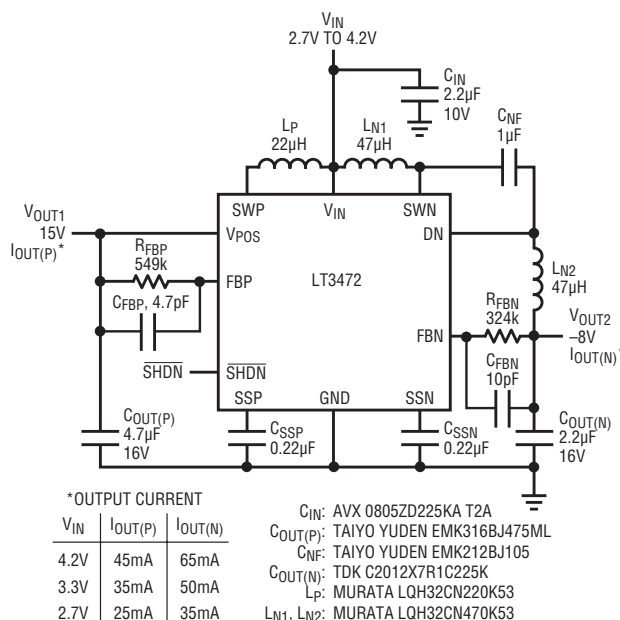 VIN
2.7V TO 4.2V
CIN
2.2µF
10V
CNF
1µF
LP
22µH
LN1
47µH
SWP
VIN
SWN
VOUT1
15V
IOUT(P)*
VPOS
DN
RFBP
549k
FBP
LT3472
LN2
47µH
CFBP, 4.7pF
RFBN
324k
FBN
VOUT2
–8V
IOUT(N)*
CFBN
10pF
SHDN
SHDN
SSP
GND
SSN
COUT(P)
4.7µF
16V
CSSP
0.22µF
CSSN
0.22µF
COUT(N)
2.2µF
16V
*OUTPUT CURRENT
VIN IOUT(P) IOUT(N)
4.2V 45mA 65mA
3.3V 35mA 50mA
2.7V 25mA 35mA
CIN: AVX 0805ZD225KA T2A
COUT(P): TAIYO YUDEN EMK316BJ475ML
CNF: TAIYO YUDEN EMK212BJ105
COUT(N): TDK C2012X7R1C225K
LP: MURATA LQH32CN220K53
LN1, LN2: MURATA LQH32CN470K53